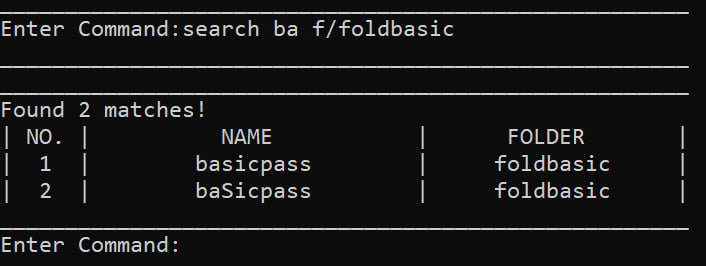 Enter Command:search ba f/foldbasic
Found 2 matches!
| NO. | NAME | FOLDER |
| 1 | basicpass | foldbasic |
| 2 | baSicpass | foldbasic |
Enter Command: